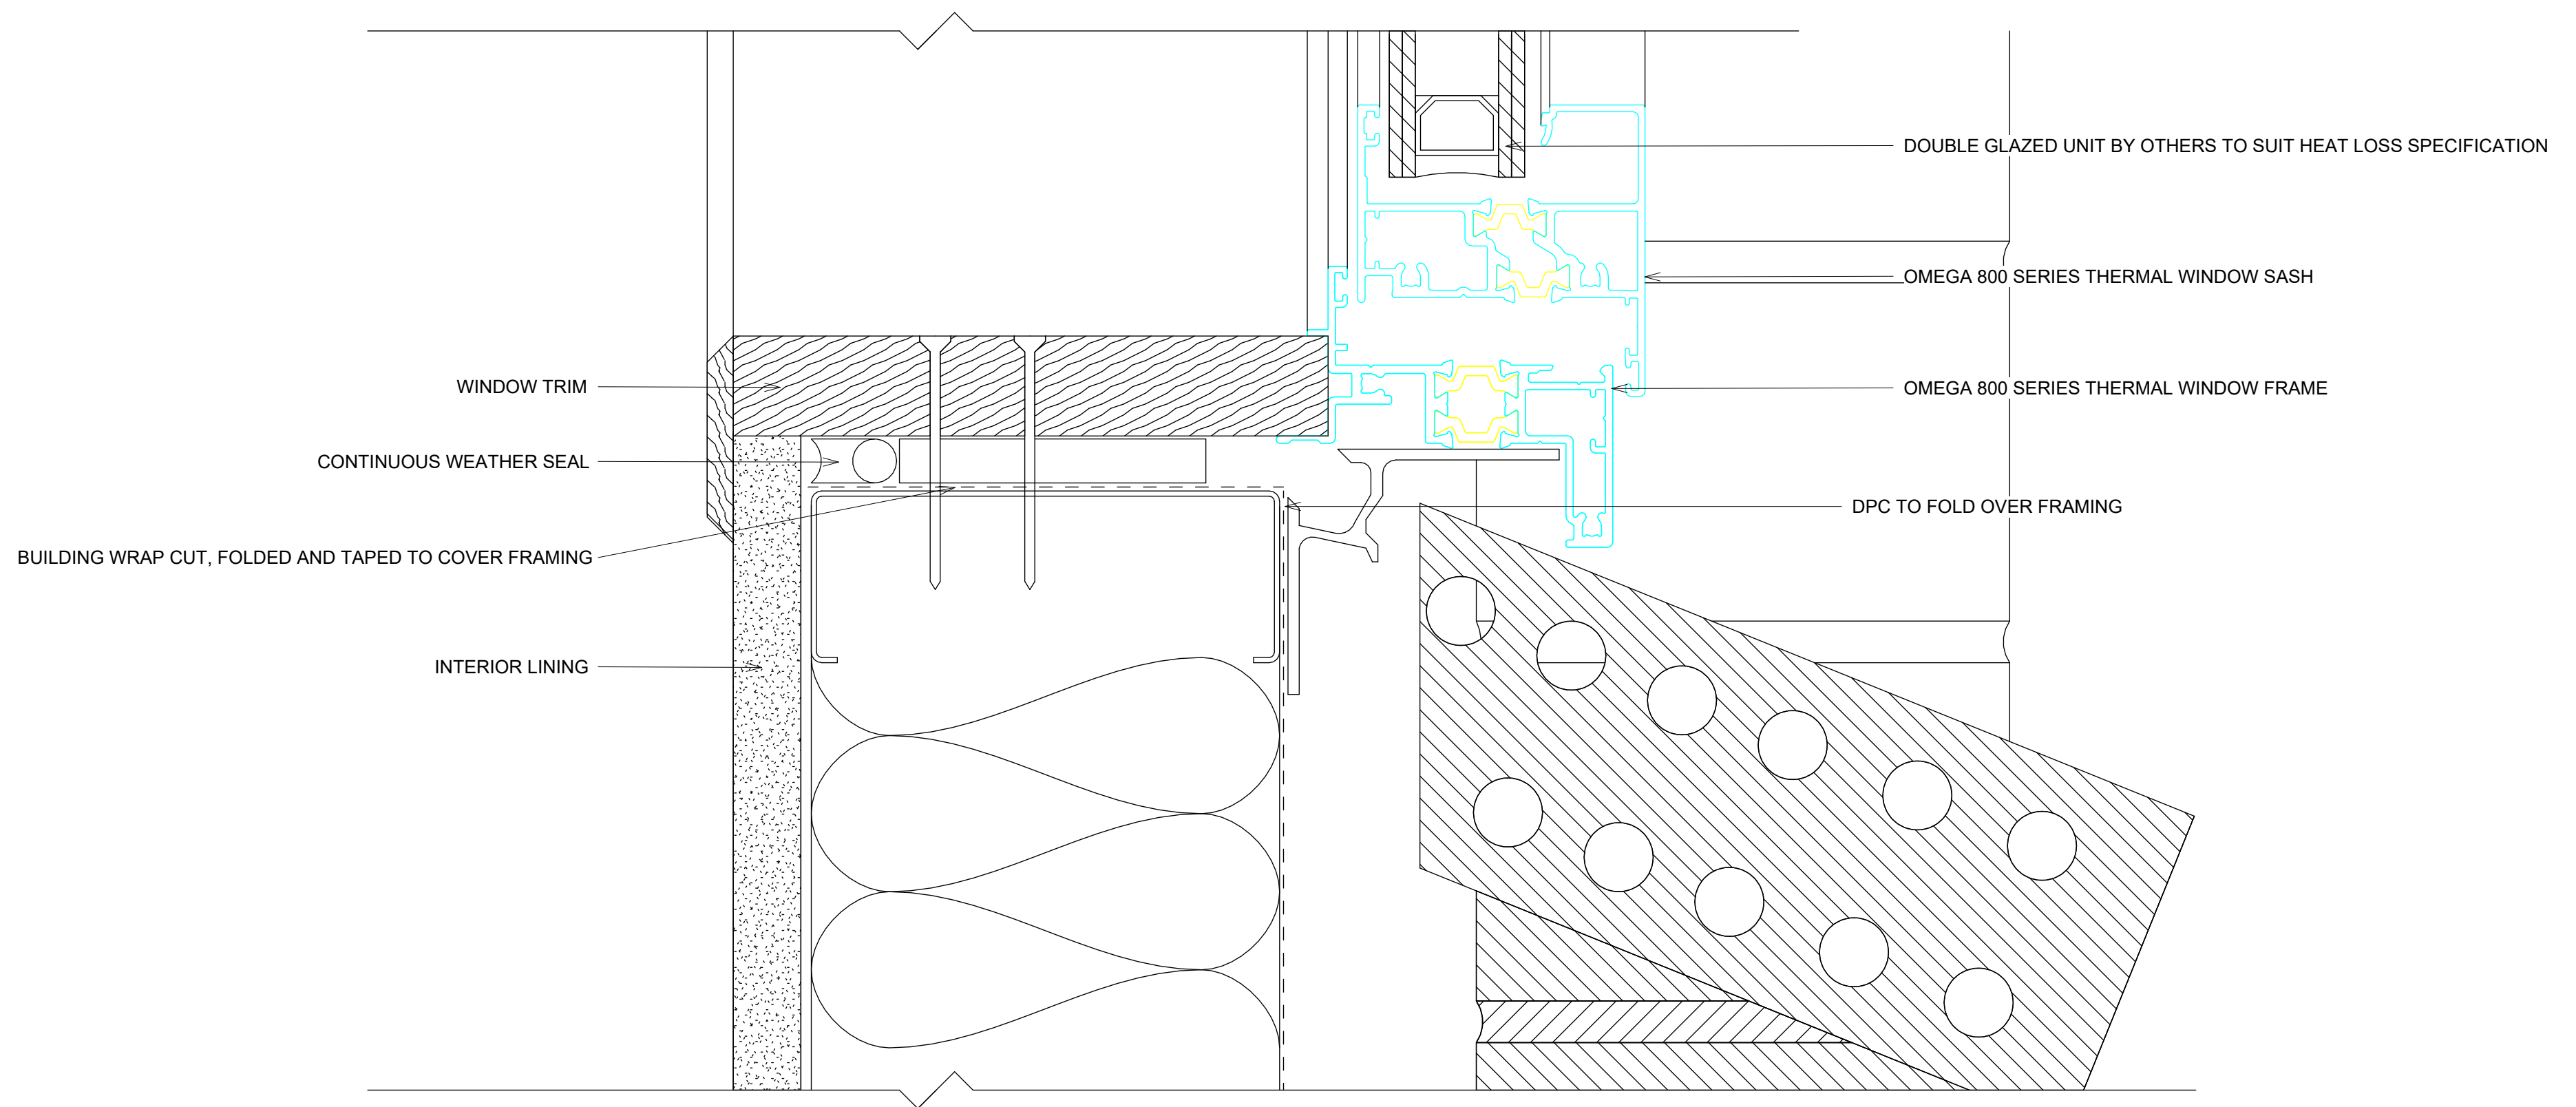 DOUBLE GLAZED UNIT BY OTHERS TO SUIT HEAT LOSS SPECIFICATION
OMEGA 800 SERIES THERMAL WINDOW SASH
WINDOW TRIM
OMEGA 800 SERIES THERMAL WINDOW FRAME
CONTINUOUS WEATHER SEAL
DPC TO FOLD OVER FRAMING
BUILDING WRAP CUT, FOLDED AND TAPED TO COVER FRAMING
INTERIOR LINING